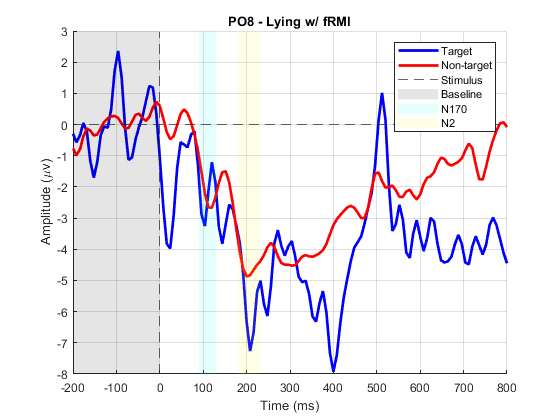 PO8 - Lying w/ fRMI
Target
Non-target
Stimulus
Baseline
N170
N2
Amplitude (μv)
3
2
1
0
-1
-2
-3
-4
-5
-6
-7
-8
-200 -100 0 100 200 300 400 500 600 700 800
Time (ms)